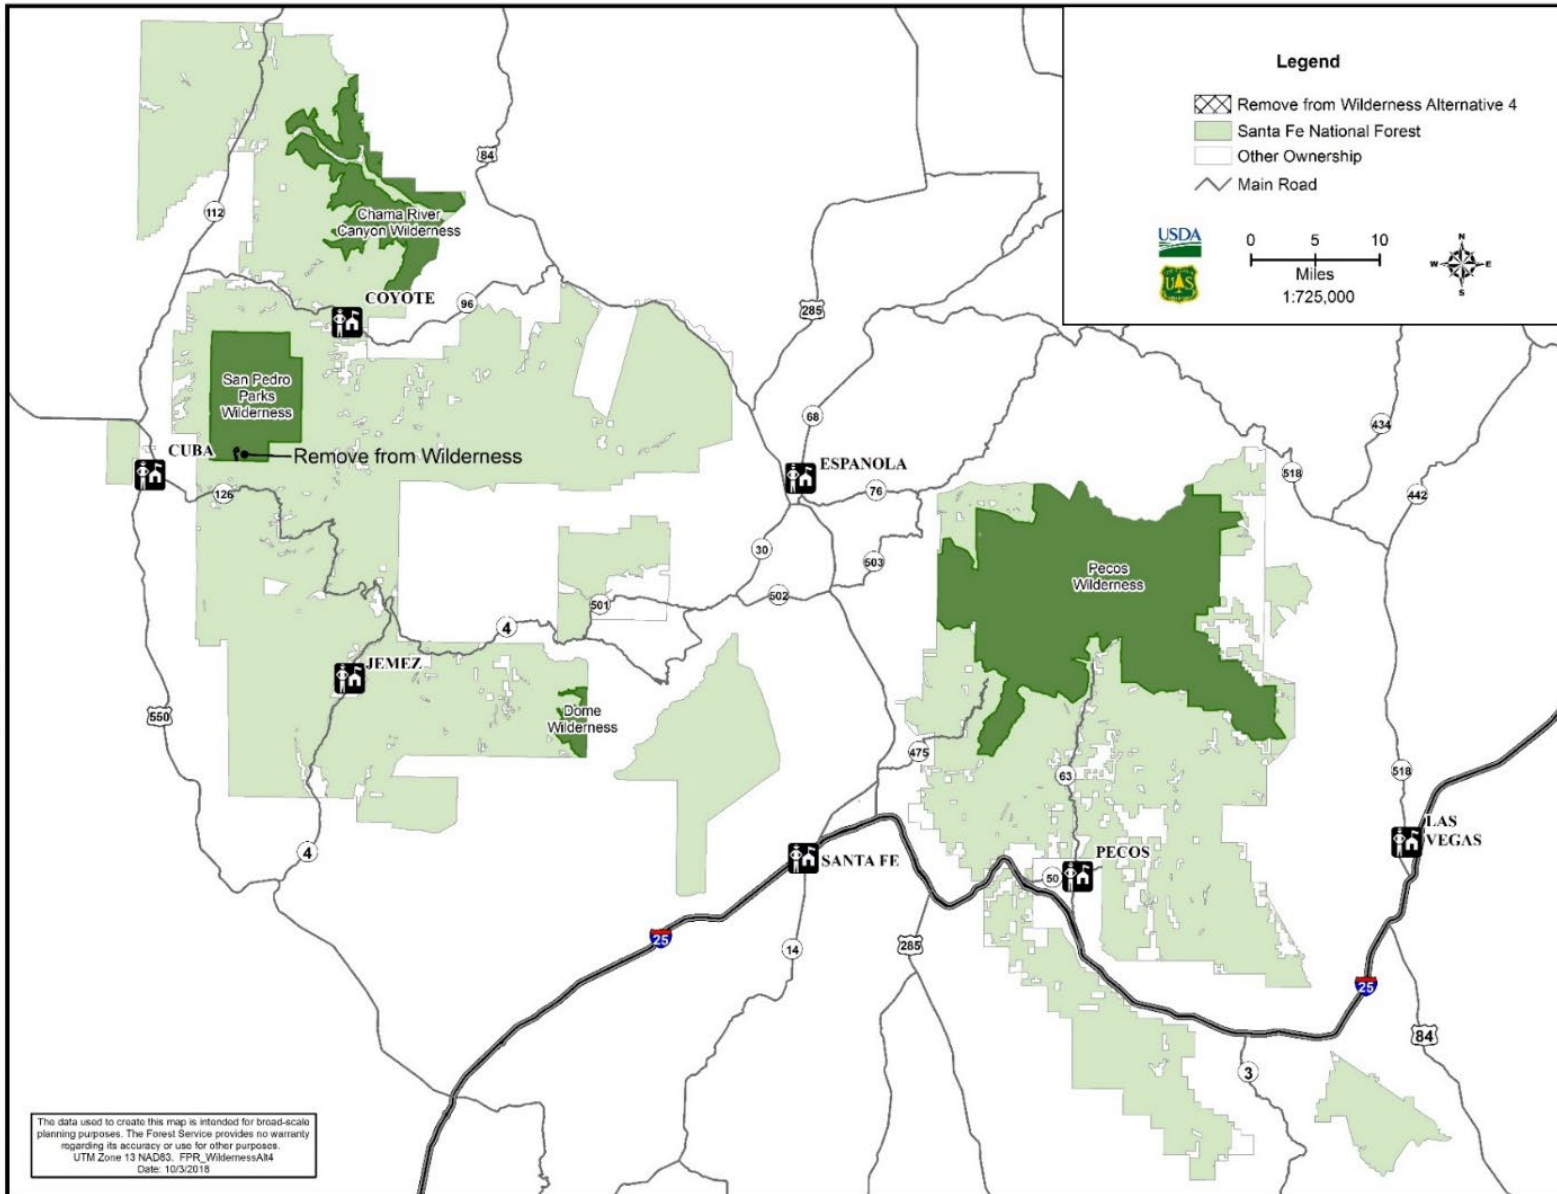 Legend
Remove from Wilderness Alternative 4
Santa Fe National Forest
Other Ownership
Main Road
USDA
0 5 10
Miles
1:725,000
N
W E
S
U S
84
112
Chama River
Canyon Wilderness
COYOTE
96
285
San Pedro
Parks
Wilderness
68
434
CUBA
Remove from Wilderness
ESPANOLA
518
126
76
442
30
503
Pecos
Wilderness
501
502
4
JEMEZ
550
Dome
Wilderness
475
63
518
4
SANTA FE
PECOS
50
LAS
VEGAS
25
14
285
25
84
3
The data used to create this map is intended for broad-scale
planning purposes. The Forest Service provides no warranty
regarding its accuracy or use for other purposes.
UTM Zone 13 NAD83. FPR_WildernessAlt4
Date: 10/3/2018